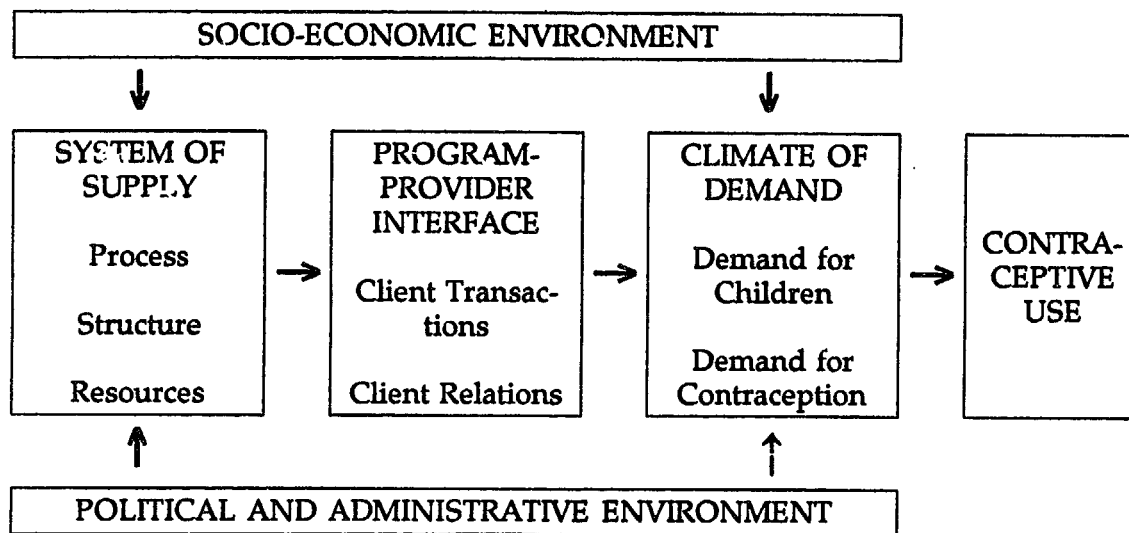 SOCIO-ECONOMIC ENVIRONMENT
SYSTEM OF
SUPPLY
Process
Structure
Resources
PROGRAM-
PROVIDER
INTERFACE
Client Transac-
tions
Client Relations
CLIMATE OF
DEMAND
Demand for
Children
Demand for
Contraception
CONTRA-
CEPTIVE
USE
POLITICAL AND ADMINISTRATIVE ENVIRONMENT